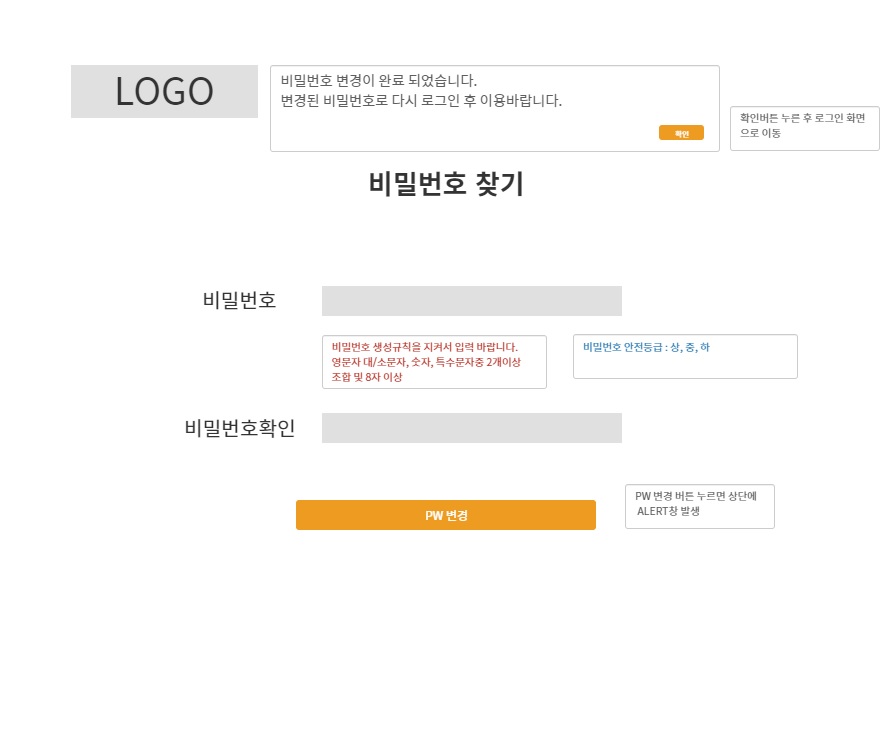 LOGO
비밀번호 변경이 완료 되었습니다.
변경된 비밀번호로 다시 로그인 후 이용바랍니다.
확인
확인버튼 누른 후 로그인 화면
으로 이동
비밀번호 찾기
비밀번호
비밀번호 생성규칙을 지켜서 입력 바랍니다.
영문자 대/소문자, 숫자, 특수문자중 2개이상
조합 및 8자 이상
비밀번호 안전등급 : 상, 중, 하
비밀번호확인
PW 변경
PW 변경 버튼 누르면 상단에
ALERT창 발생